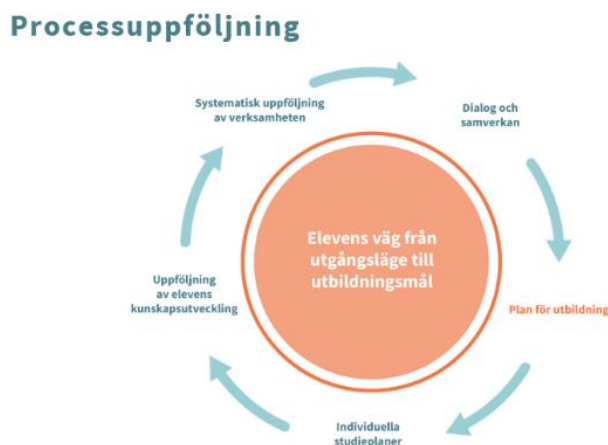 Processuppföljning
Systematisk uppföljning
av verksamheten
Dialog och
samverkan
Elevens väg från
utgångsläge till
utbildningsmål
Uppföljning
av elevens
kunskapsutveckling
Plan för utbildning
Individuella
studieplaner